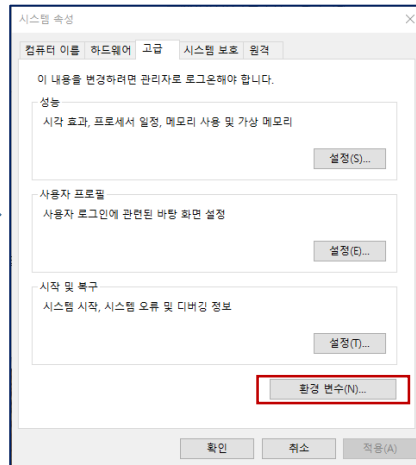 시스템 속성
컴퓨터 이름 하드웨어 고급 시스템 보호 원격
이 내용을 변경하려면 관리자로 로그온해야 합니다.
성능
시각 효과, 프로세서 일정, 메모리 사용 및 가상 메모리
설정(S)...
사용자 프로필
사용자 로그인에 관련된 바탕 화면 설정
설정(E)...
시작 및 복구
시스템 시작, 시스템 오류 및 디버깅 정보
설정(T)...
환경 변수(N)...
확인 취소 적용(A)